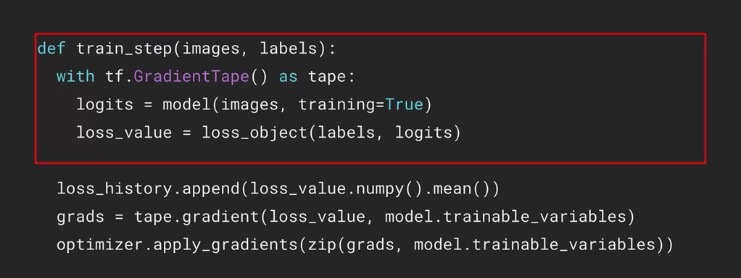 def train_step(images, labels):
with tf.GradientTape() as tape:
logits = model(images, training=True)
loss_value = loss_object(labels, logits)
loss_history.append(loss_value.numpy().mean())
grads = tape.gradient(loss_value, model.trainable_variables)
optimizer.apply_gradients(zip(grads, model.trainable_variables))